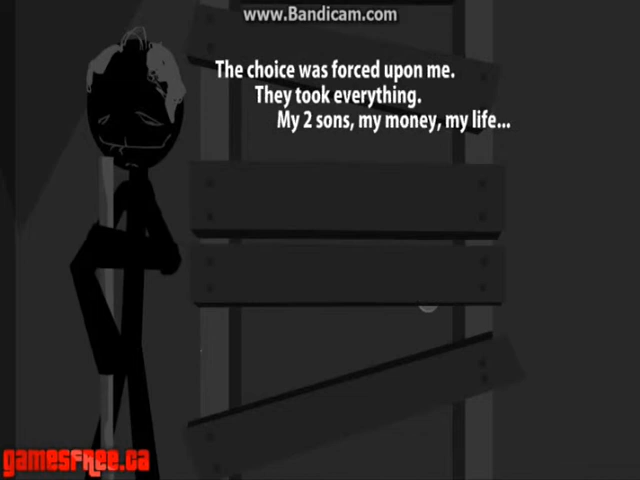 www.Bandicam.com
The choice was forced upon me.
They took everything.
My 2 sons, my money, my life...
gamesfree.ca